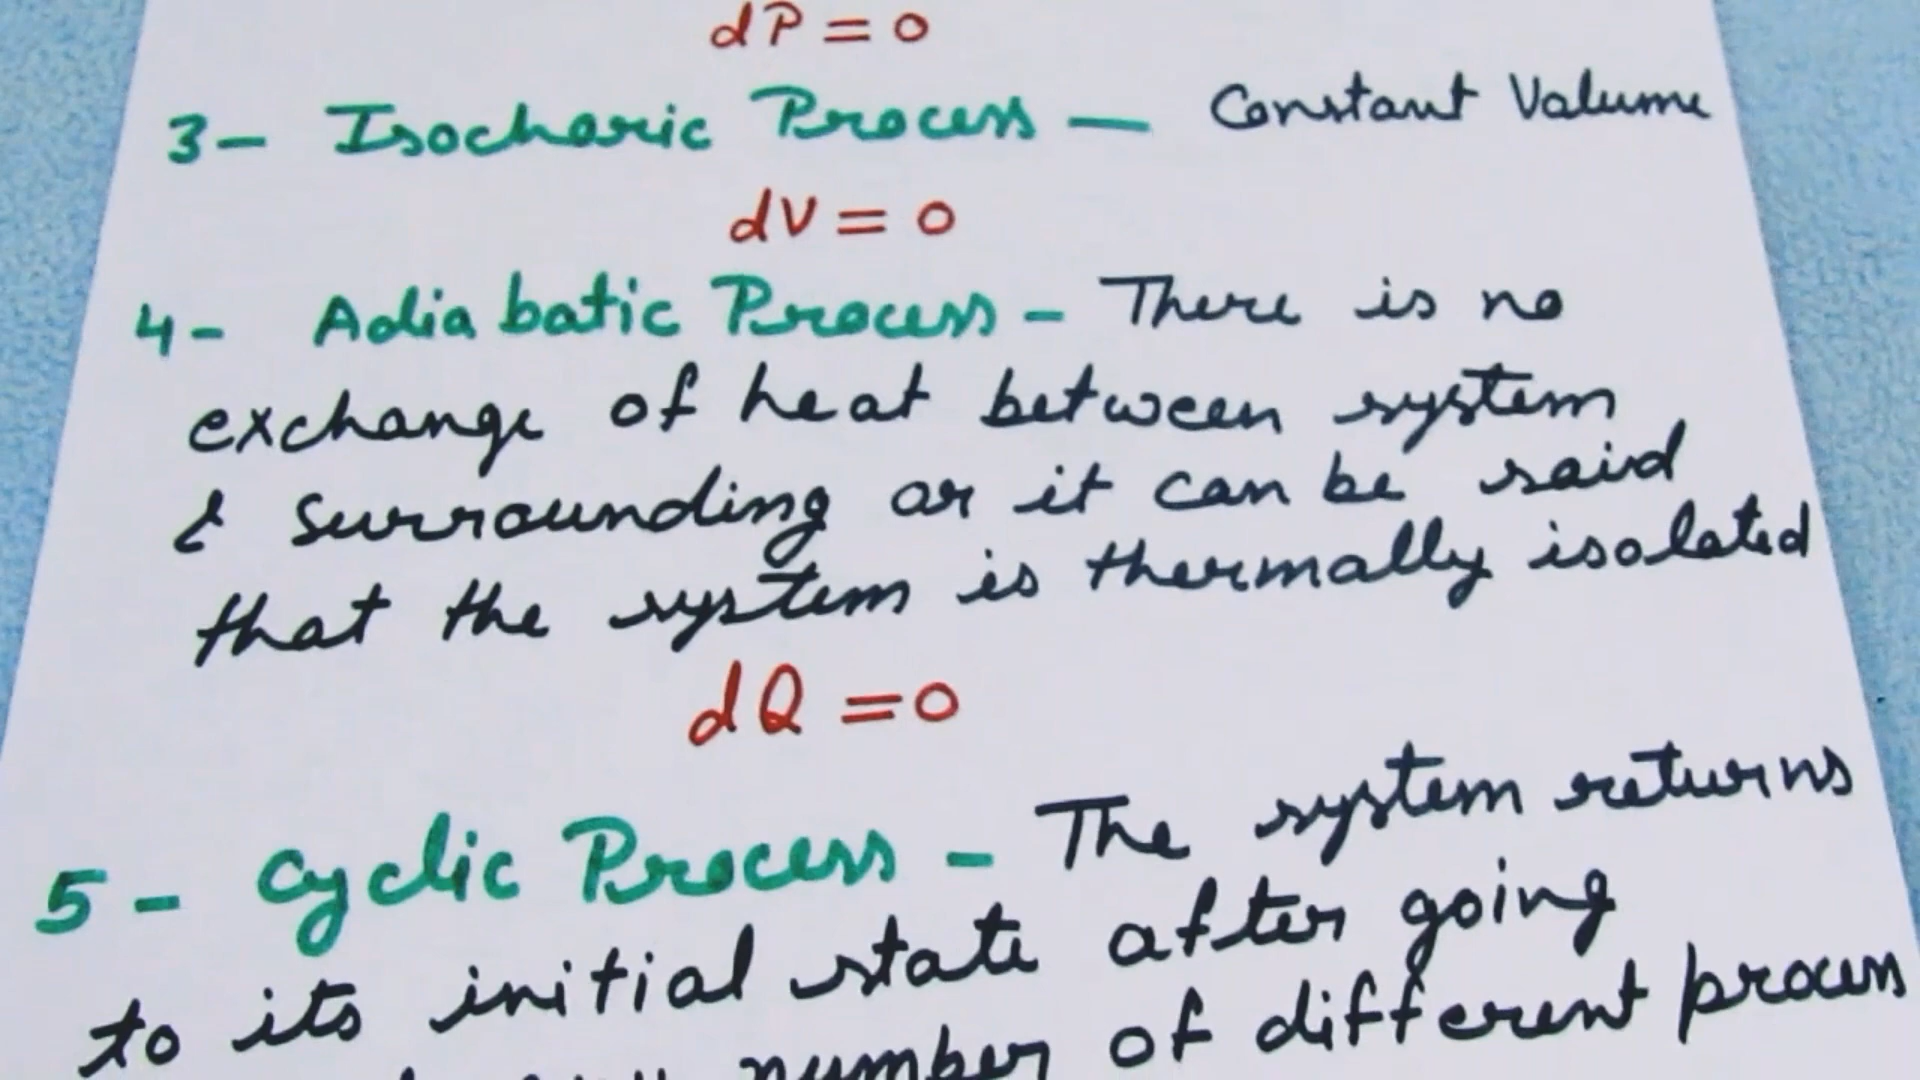 dP = 0
3- Isochoric Process — Constant Volume
dV = 0
4- Adiabatic Process - There is no
exchange of heat between system
& surrounding or it can be said
that the system is thermally isolated
dQ = 0
5- Cyclic Process - The system returns
to its initial state after going
number of different process